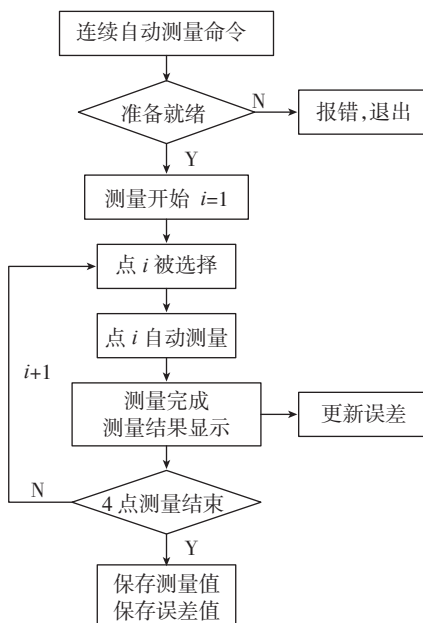 连续自动测量命令
准备就绪
N
报错,退出
Y
测量开始 i=1
点 i 被选择
点 i 自动测量
i+1
测量完成
测量结果显示
更新误差
N
4 点测量结束
Y
保存测量值
保存误差值